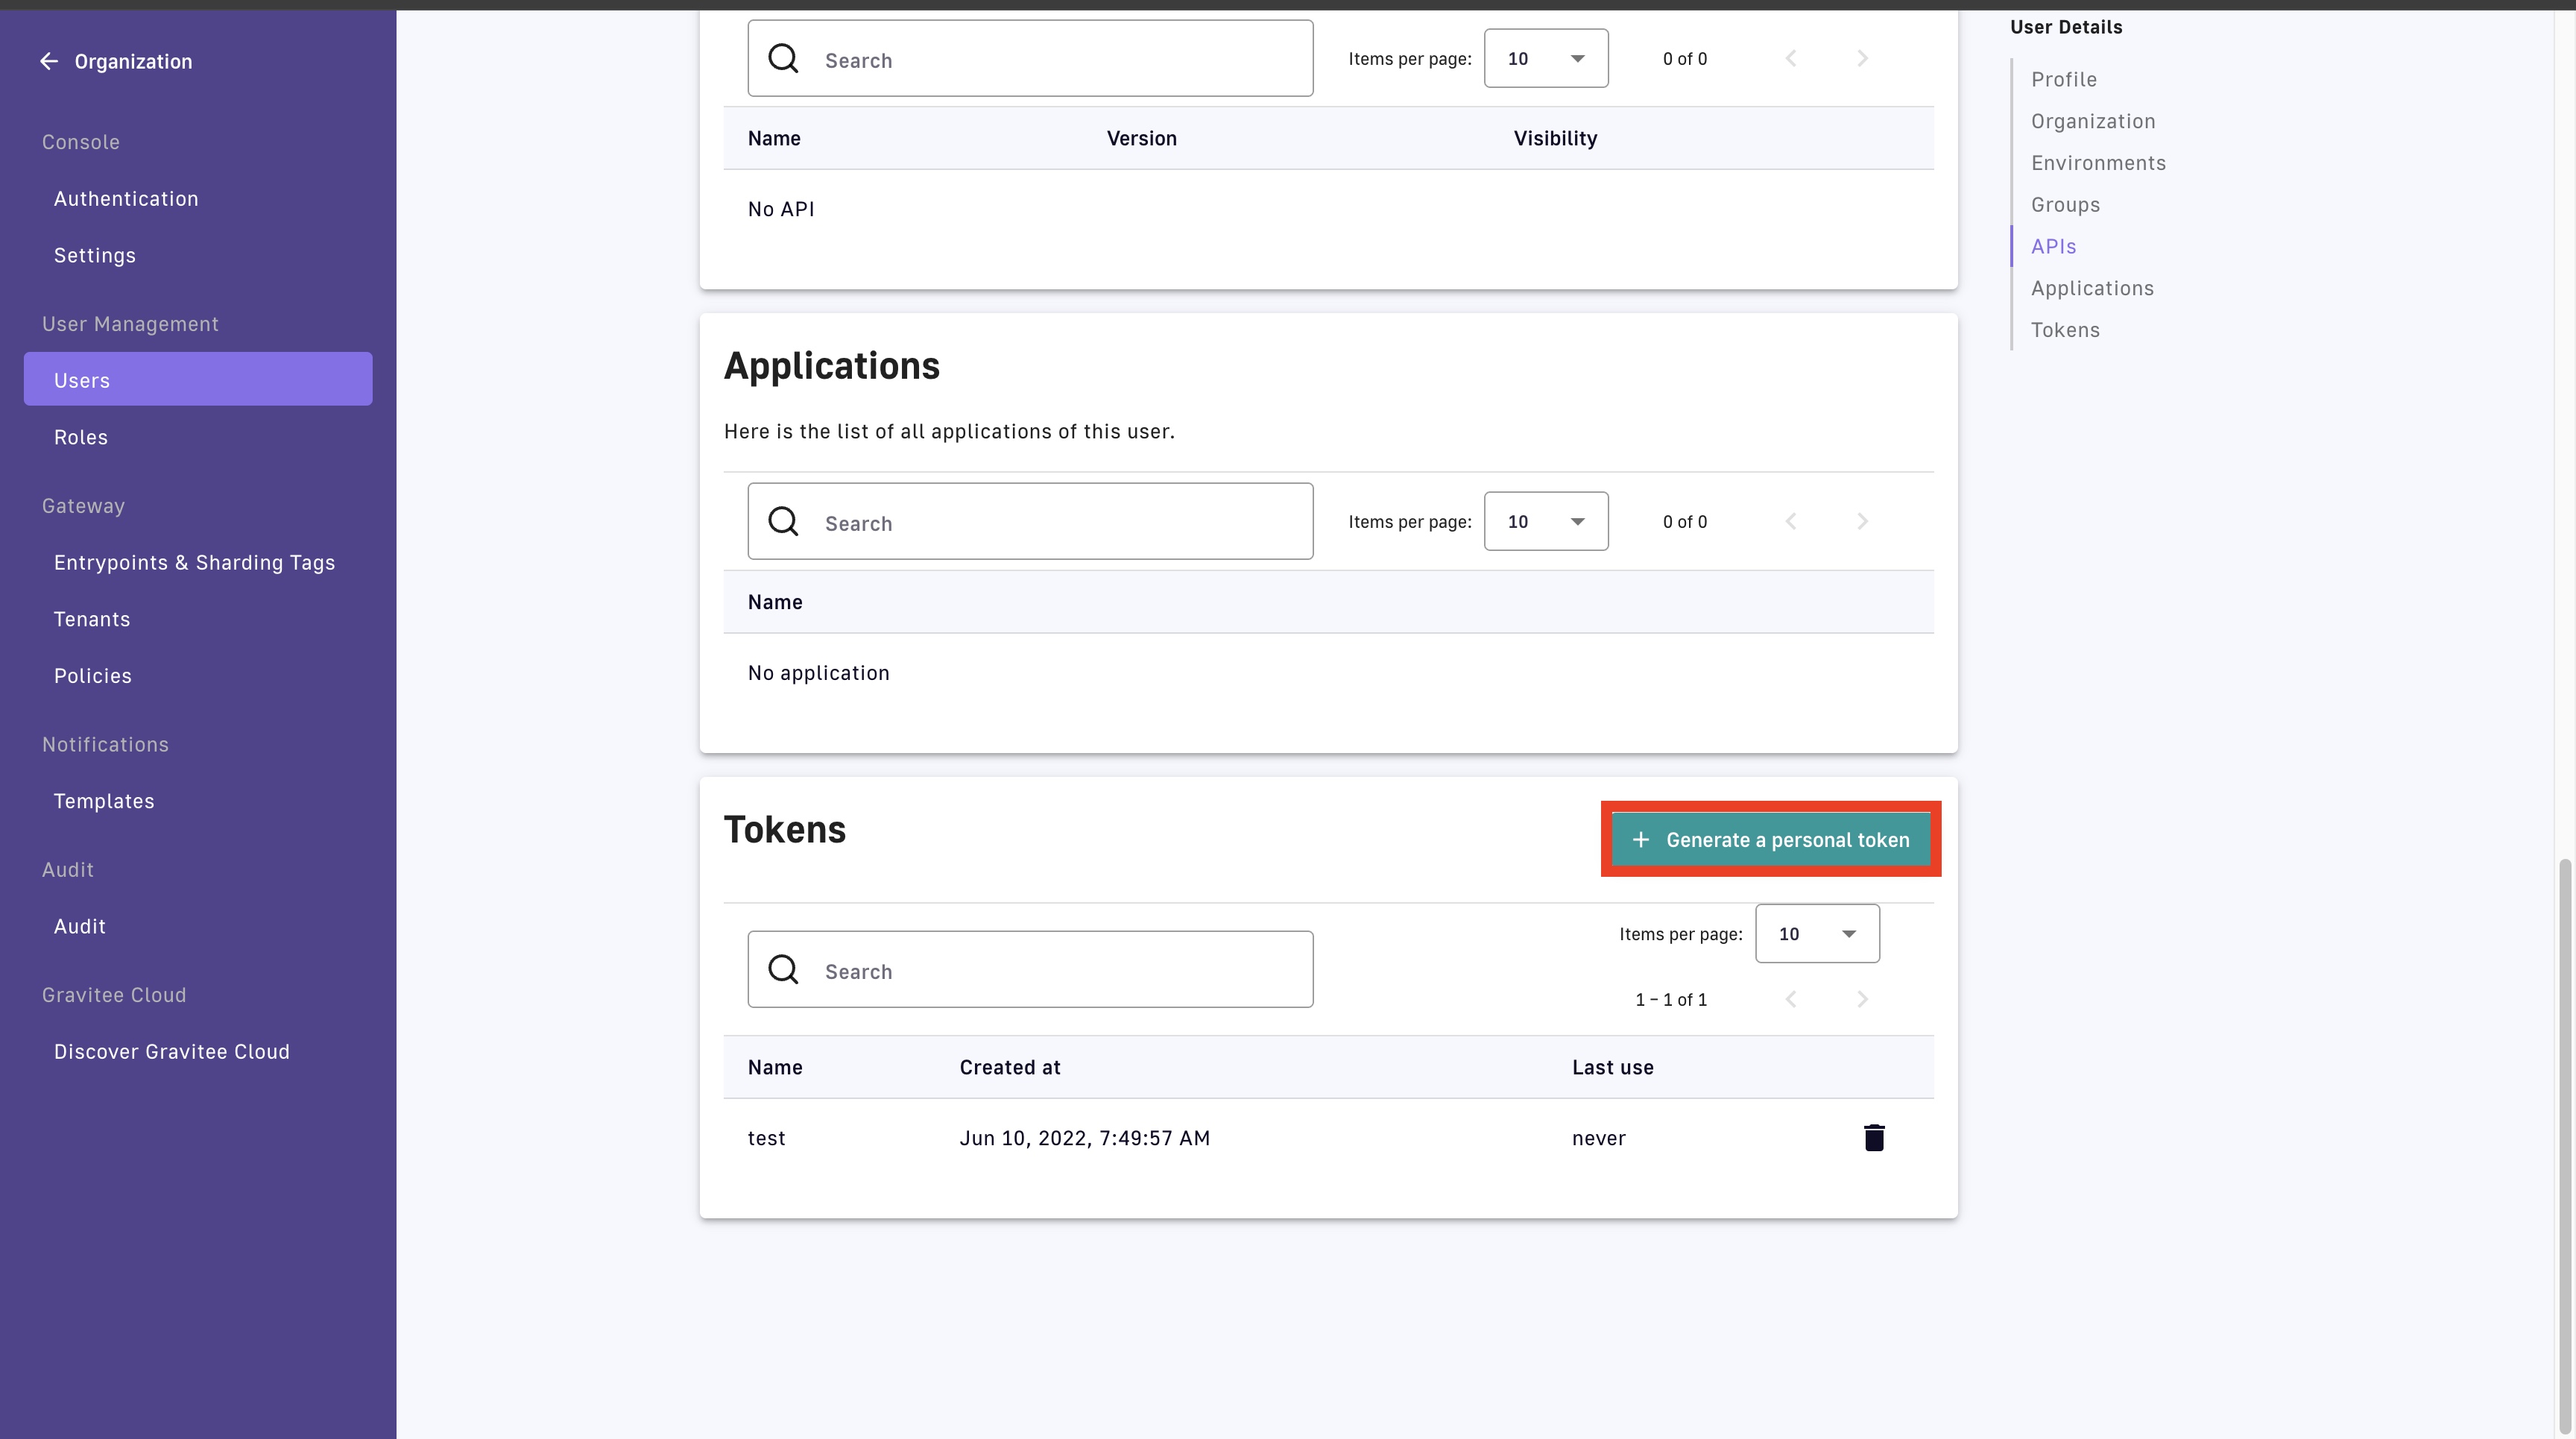 Organization
Console
Authentication
Settings
User Management
Users
Roles
Gateway
Entrypoints & Sharding Tags
Tenants
Policies
Notifications
Templates
Audit
Audit
Gravitee Cloud
Discover Gravitee Cloud
Search
Items per page: 10 0 of 0
Name Version Visibility
No API
Applications
Here is the list of all applications of this user.
Search
Items per page: 10 0 of 0
Name
No application
Tokens
+ Generate a personal token
Search
Items per page: 10
1 – 1 of 1
Name Created at Last use
test Jun 10, 2022, 7:49:57 AM never
User Details
Profile
Organization
Environments
Groups
APIs
Applications
Tokens